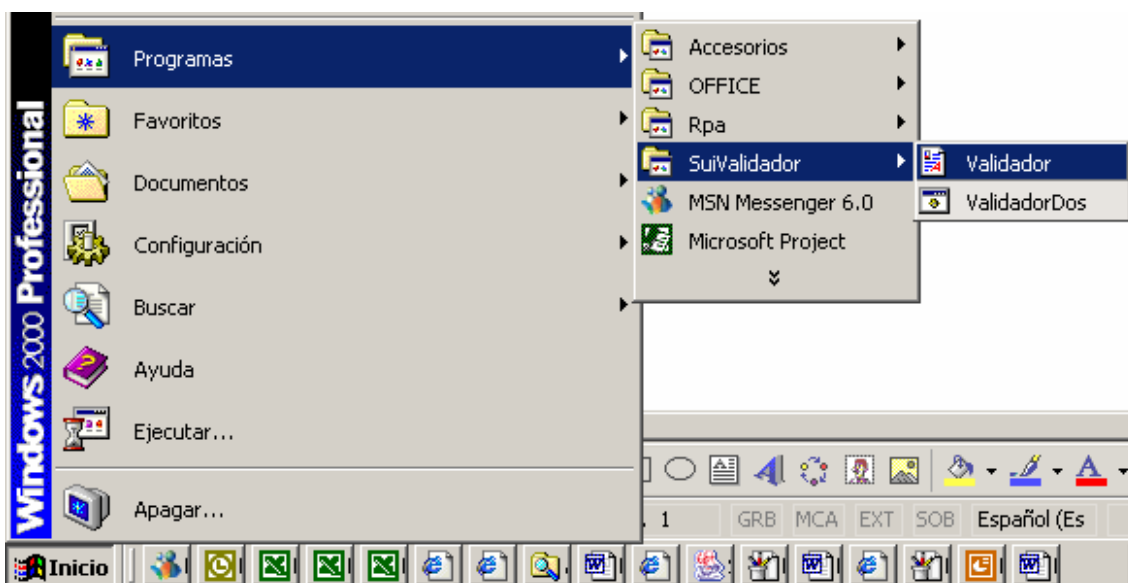 Windows 2000 Professional
Programas
Favoritos
Documentos
Configuración
Buscar
Ayuda
Ejecutar...
Apagar...
Accesorios
OFFICE
Rpa
SuiValidador
MSN Messenger 6.0
Microsoft Project
Validador
ValidadorDos
1 GRB MCA EXT SOB Español (Es
Inicio